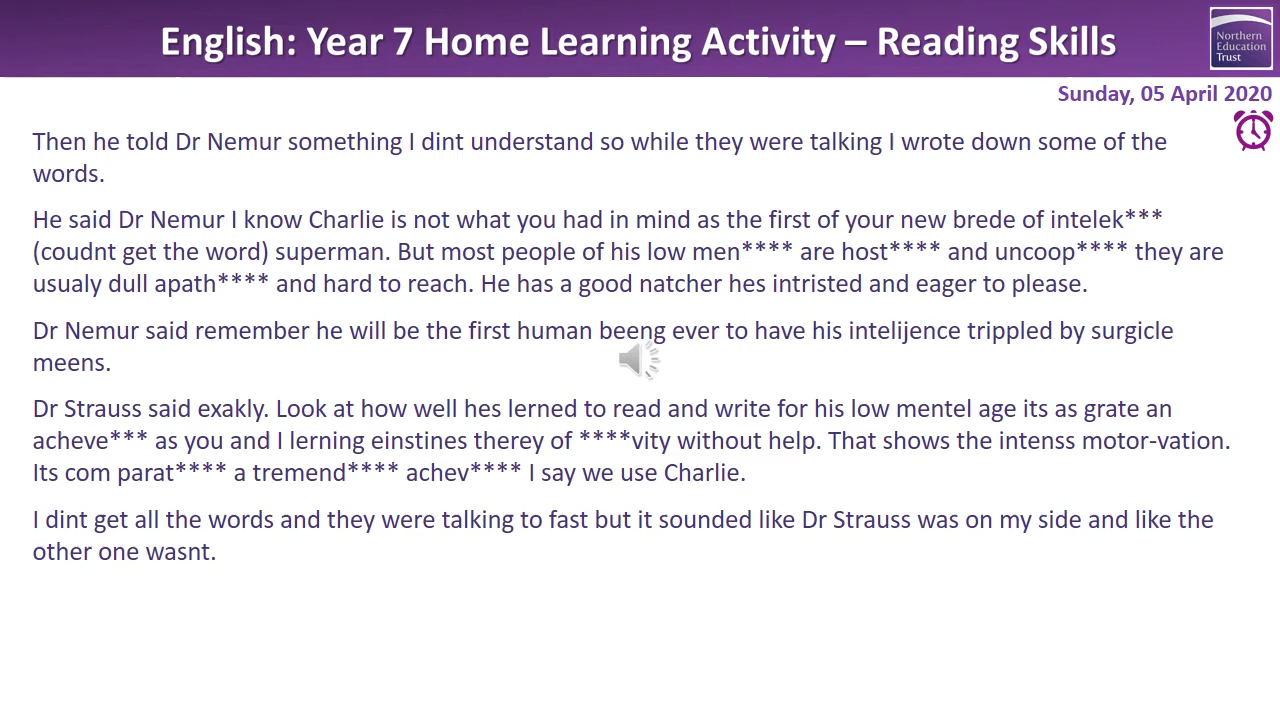 English: Year 7 Home Learning Activity – Reading Skills
Northern
Education
Trust
Sunday, 05 April 2020
Then he told Dr Nemur something I dint understand so while they were talking I wrote down some of the
words.
He said Dr Nemur I know Charlie is not what you had in mind as the first of your new brede of intelek***
(coudnt get the word) superman. But most people of his low men**** are host**** and uncoop**** they are
usualy dull apath**** and hard to reach. He has a good natcher hes intristed and eager to please.
Dr Nemur said remember he will be the first human beeng ever to have his intelijence trippled by surgicle
meens.
Dr Strauss said exakly. Look at how well hes lerned to read and write for his low mentel age its as grate an
acheve*** as you and I lerning einstines therey of ****vity without help. That shows the intenss motor-vation.
Its com parat**** a tremend**** achev**** I say we use Charlie.
I dint get all the words and they were talking to fast but it sounded like Dr Strauss was on my side and like the
other one wasnt.